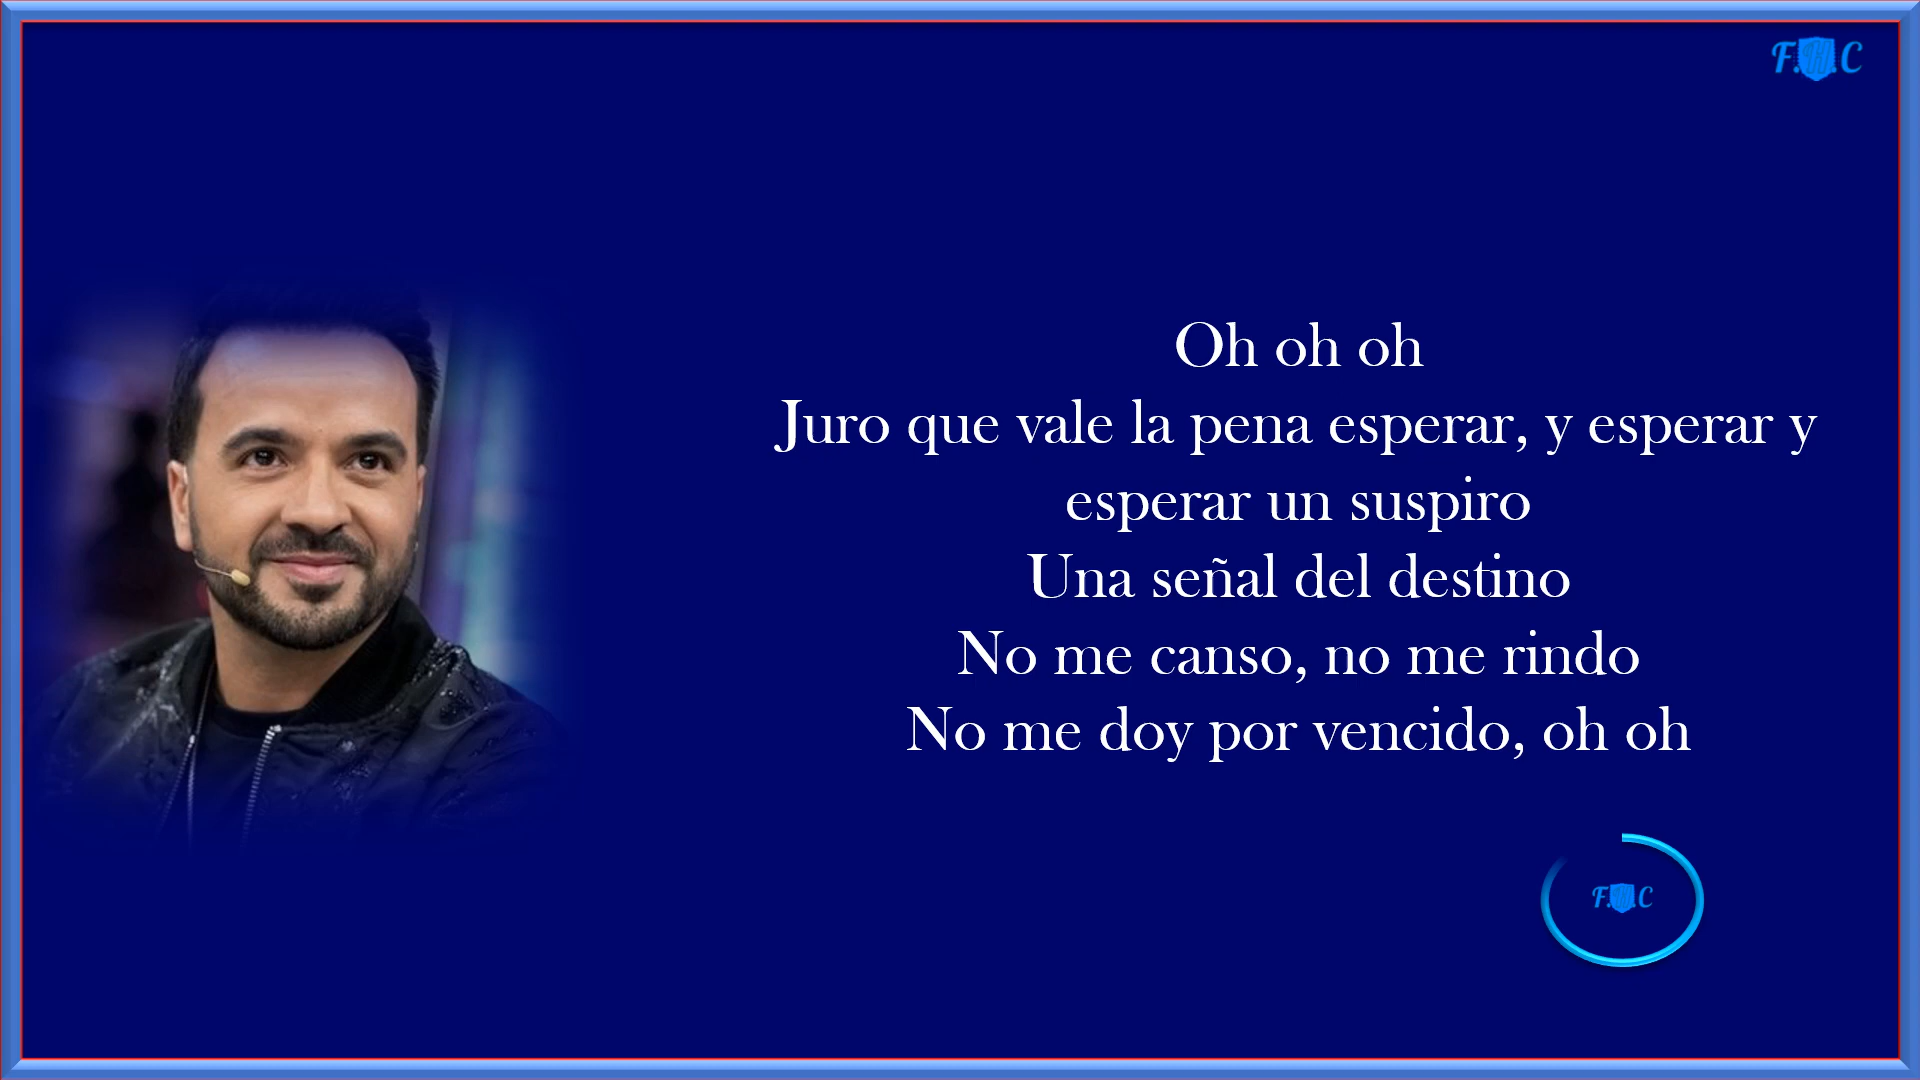 F.H.C
Oh oh oh
Juro que vale la pena esperar, y esperar y
esperar un suspiro
Una señal del destino
No me canso, no me rindo
No me doy por vencido, oh oh
F.H.C